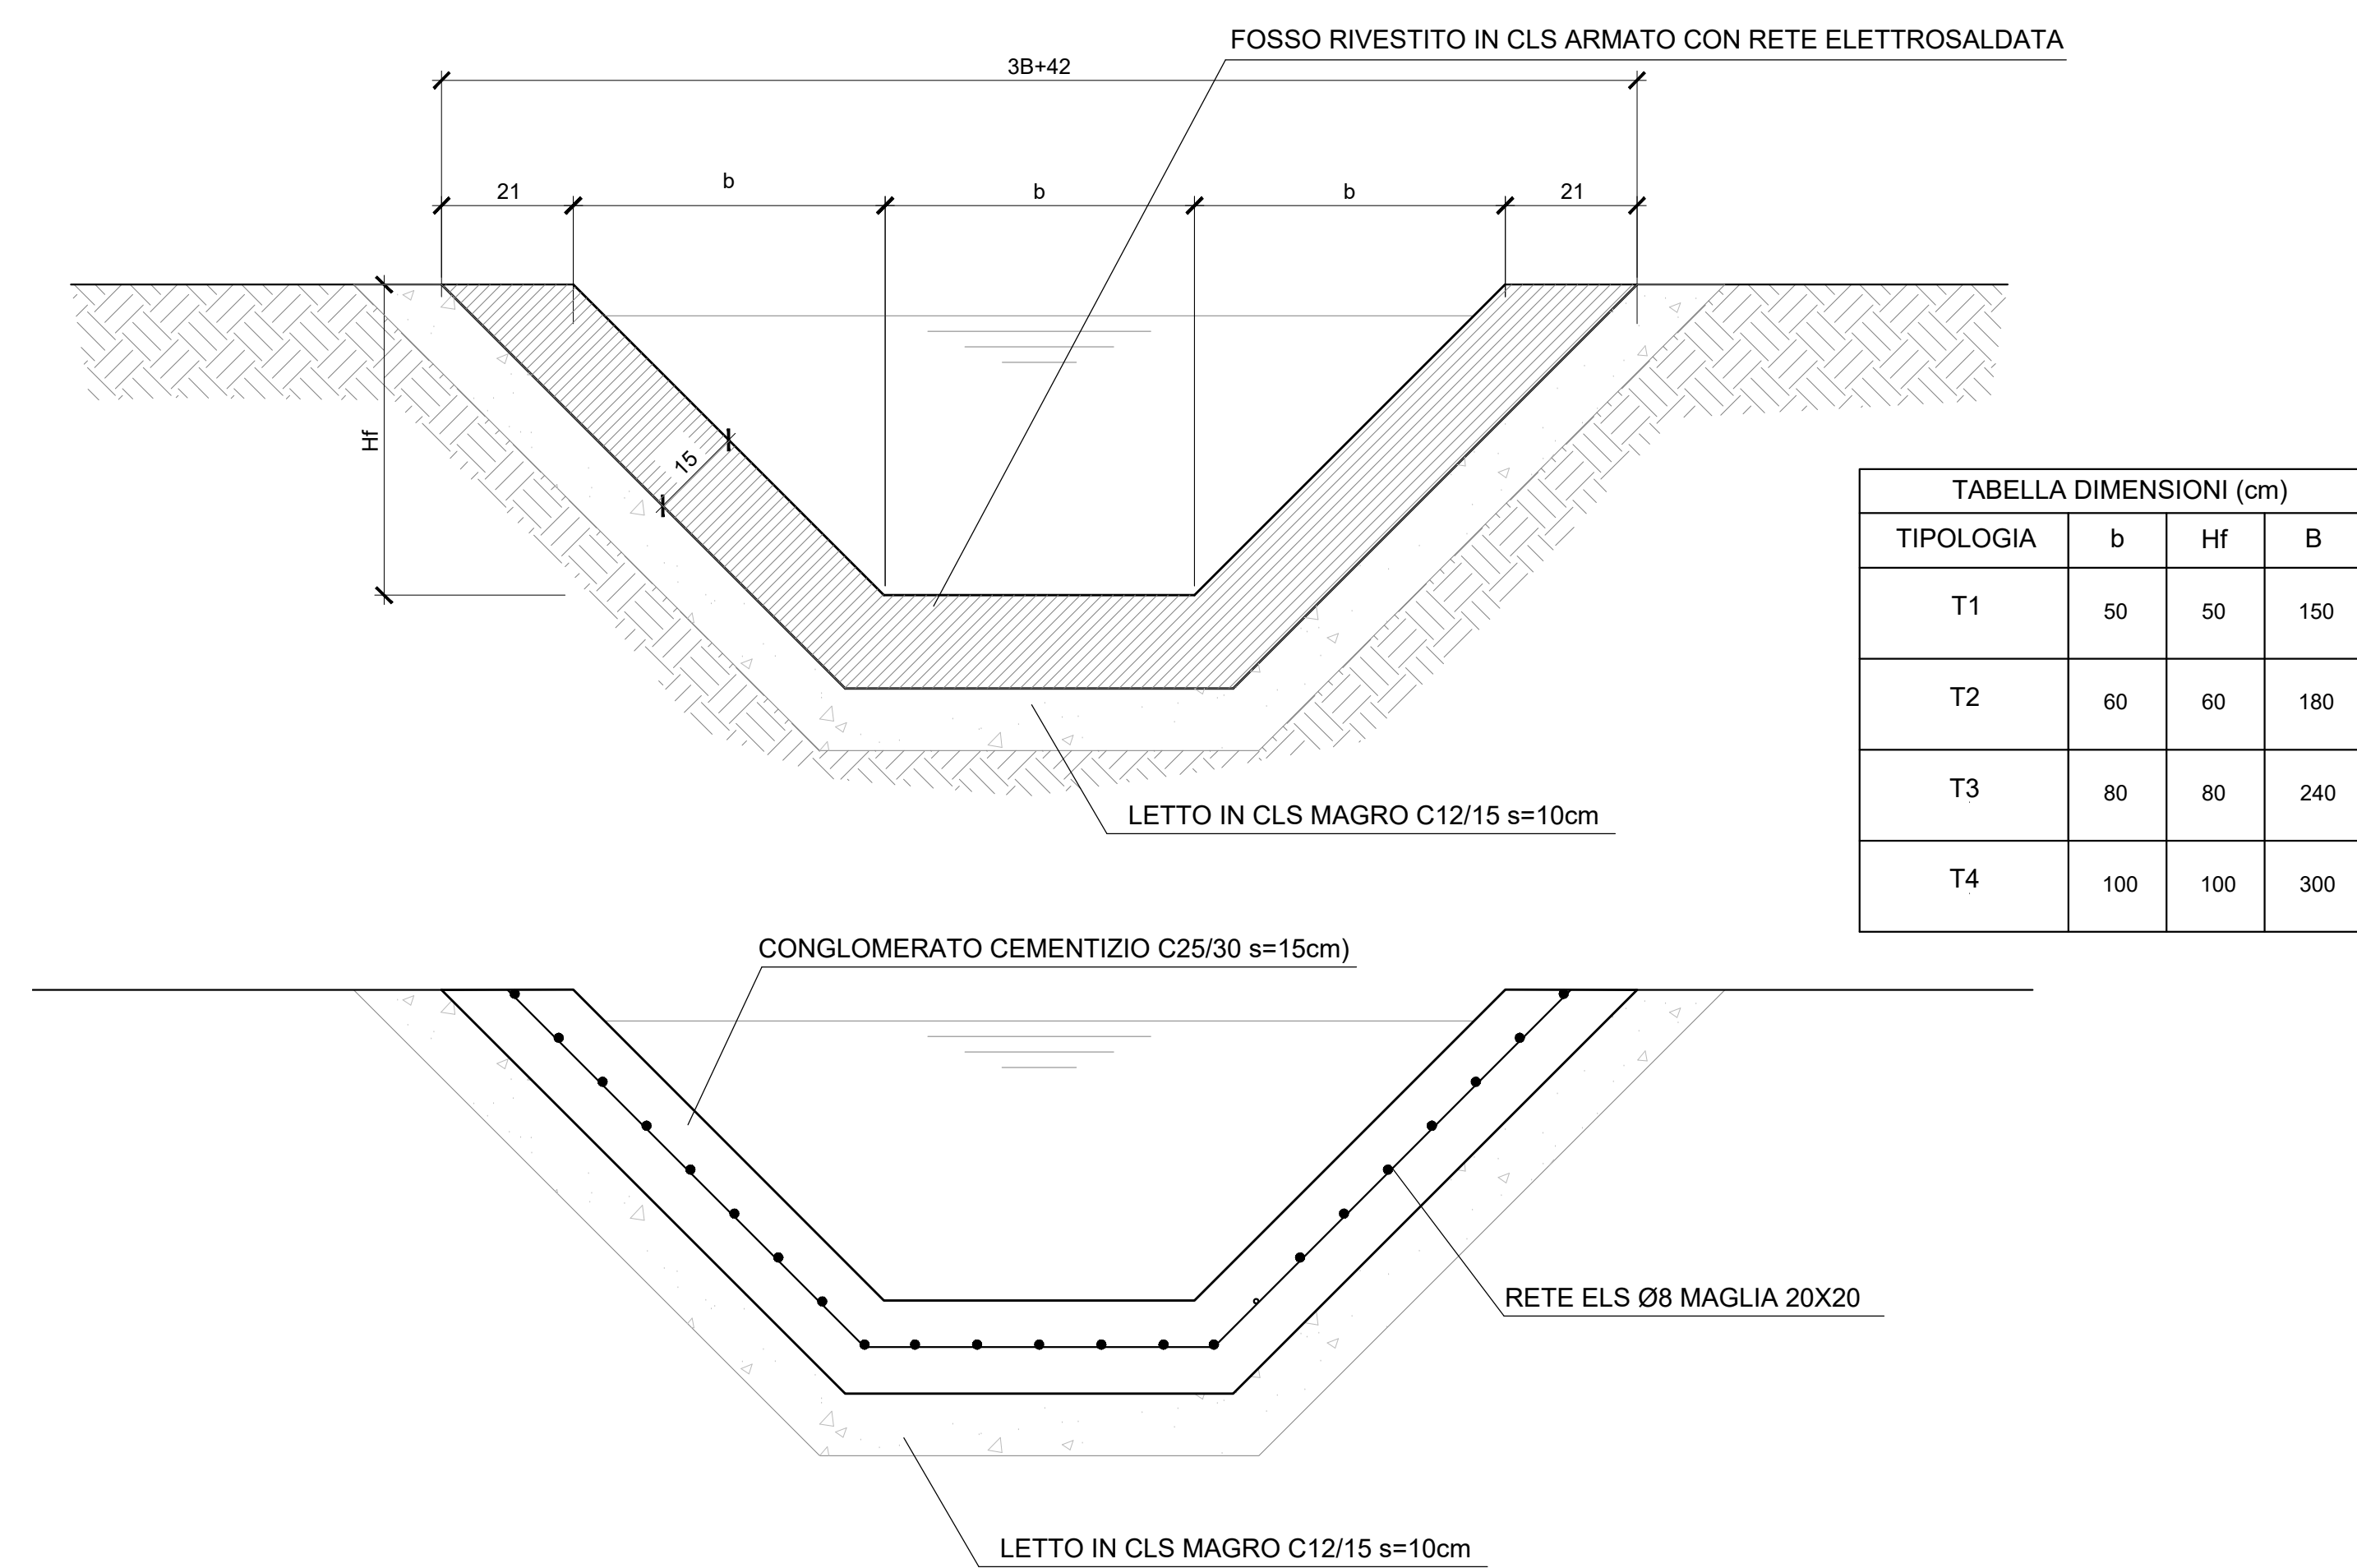 FOSSO RIVESTITO IN CLS ARMATO CON RETE ELETTROSALDATA
3B+42
21 b b b 21
Hf
15
LETTO IN CLS MAGRO C12/15 s=10cm
TABELLA DIMENSIONI (cm)
TIPOLOGIA b Hf B
T1 50 50 150
T2 60 60 180
T3 80 80 240
T4 100 100 300
CONGLOMERATO CEMENTIZIO C25/30 s=15cm)
RETE ELS Ø8 MAGLIA 20X20
LETTO IN CLS MAGRO C12/15 s=10cm